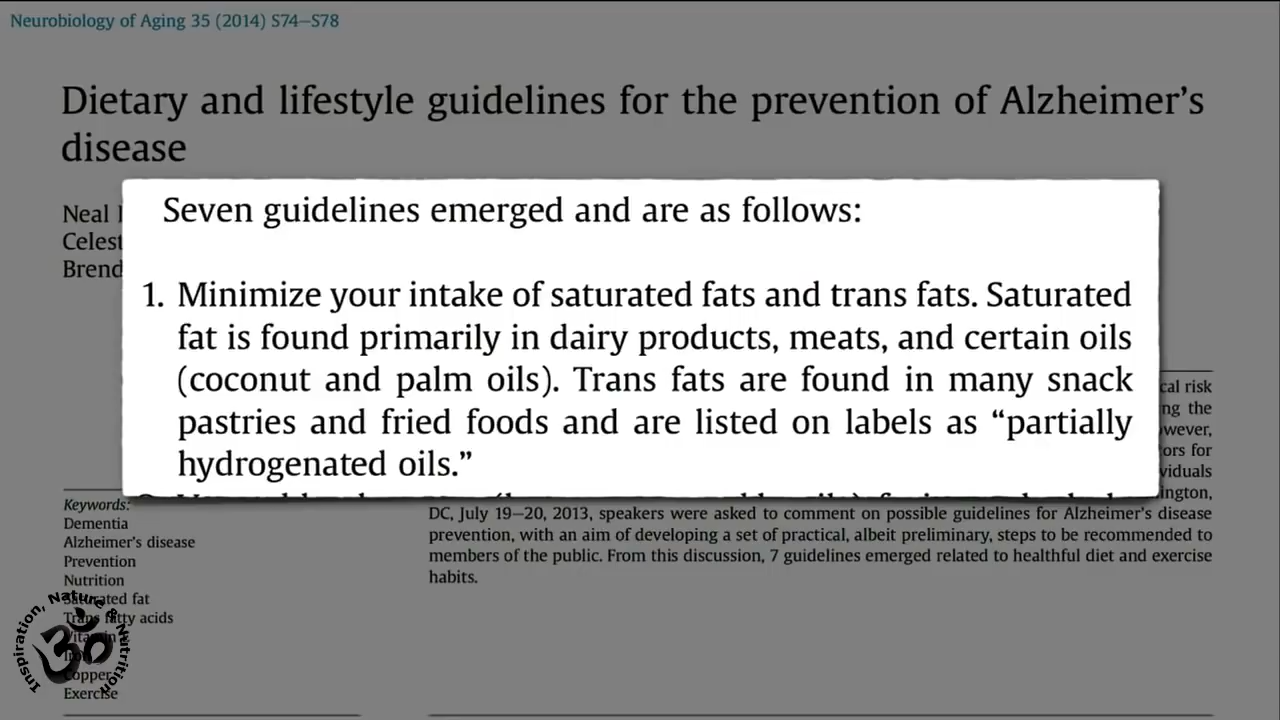 Neurobiology of Aging 35 (2014) S74–S78
Dietary and lifestyle guidelines for the prevention of Alzheimer’s
disease
Neal
Celest
Brend
Seven guidelines emerged and are as follows:
1. Minimize your intake of saturated fats and trans fats. Saturated
fat is found primarily in dairy products, meats, and certain oils
(coconut and palm oils). Trans fats are found in many snack
pastries and fried foods and are listed on labels as “partially
hydrogenated oils.”
cal risk
ng the
wever,
ors for
viduals
ington,
DC, July 19–20, 2013, speakers were asked to comment on possible guidelines for Alzheimer’s disease
prevention, with an aim of developing a set of practical, albeit preliminary, steps to be recommended to
members of the public. From this discussion, 7 guidelines emerged related to healthful diet and exercise
habits.
Keywords:
Dementia
Alzheimer’s disease
Prevention
Nutrition
Saturated fat
Trans fatty acids
Vitamin
Copper
Exercise
Inspiration, Nature & Nutrition
ॐ